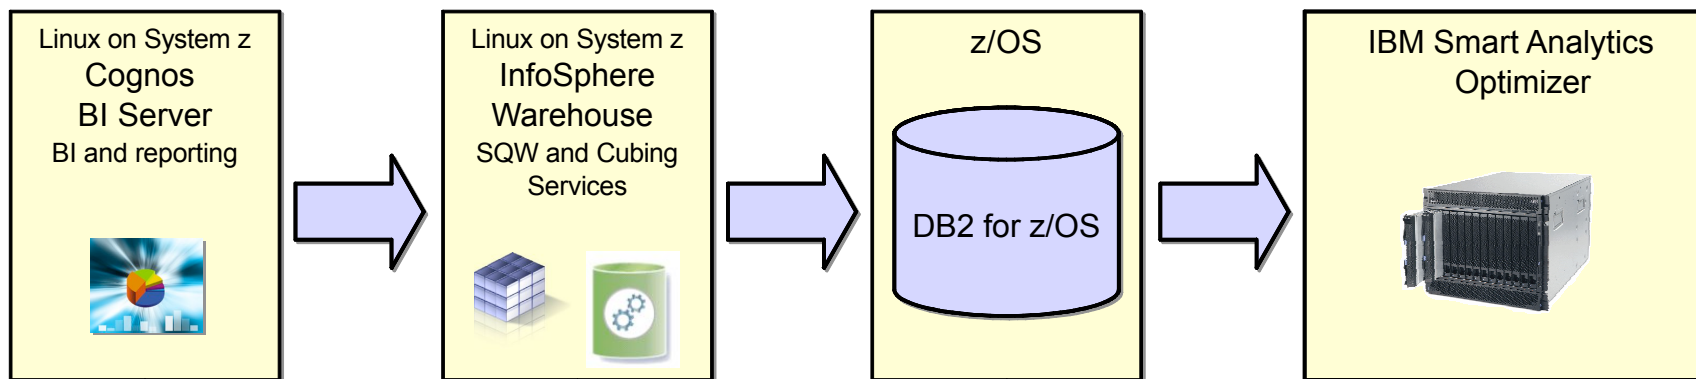 Linux on System z
Cognos
BI Server
BI and reporting
Linux on System z
InfoSphere
Warehouse
SQW and Cubing
Services
z/OS
DB2 for z/OS
IBM Smart Analytics
Optimizer